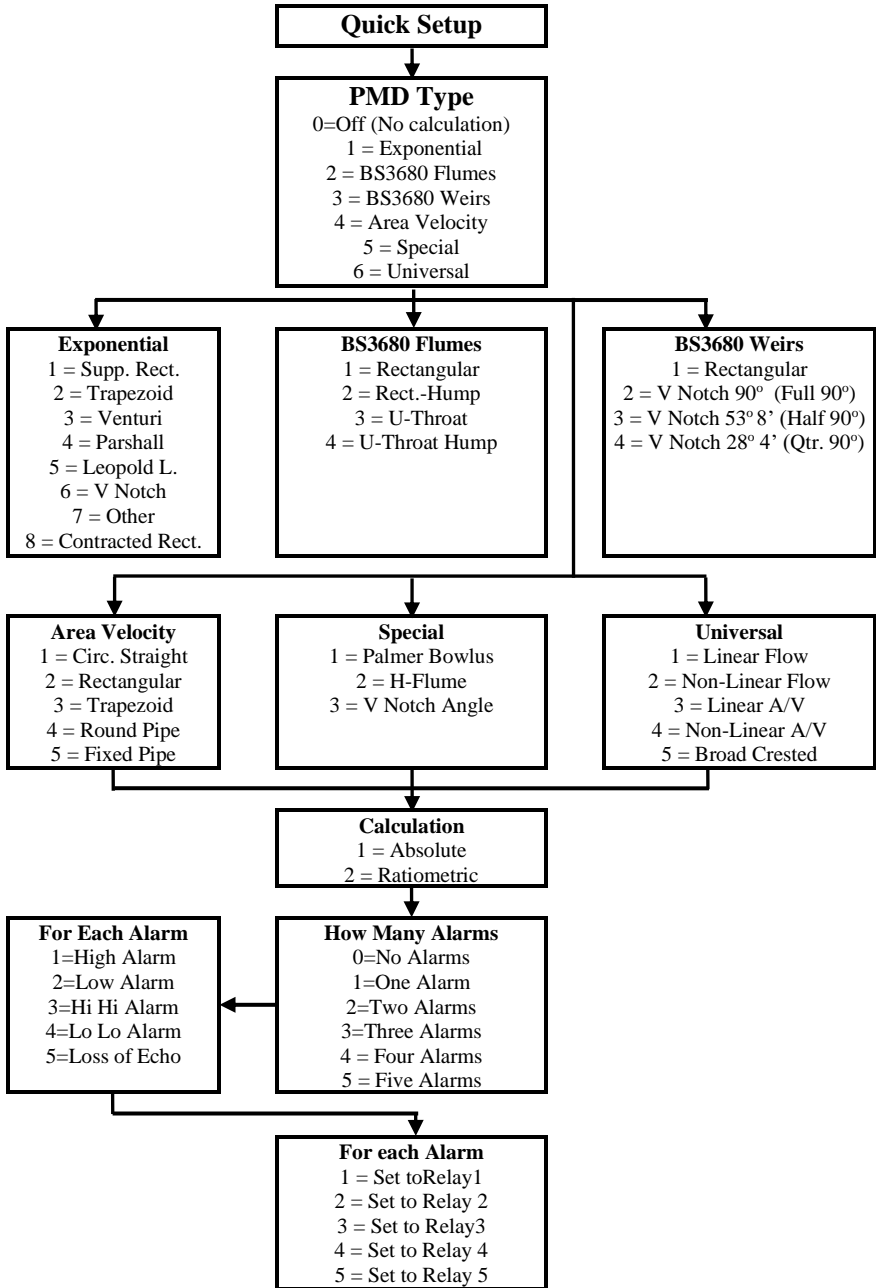 Quick Setup
PMD Type
0=Off (No calculation)
1 = Exponential
2 = BS3680 Flumes
3 = BS3680 Weirs
4 = Area Velocity
5 = Special
6 = Universal
Exponential
1 = Supp. Rect.
2 = Trapezoid
3 = Venturi
4 = Parshall
5 = Leopold L.
6 = V Notch
7 = Other
8 = Contracted Rect.
BS3680 Flumes
1 = Rectangular
2 = Rect.-Hump
3 = U-Throat
4 = U-Throat Hump
BS3680 Weirs
1 = Rectangular
2 = V Notch 90º (Full 90º)
3 = V Notch 53º 8’ (Half 90º)
4 = V Notch 28º 4’ (Qtr. 90º)
Area Velocity
1 = Circ. Straight
2 = Rectangular
3 = Trapezoid
4 = Round Pipe
5 = Fixed Pipe
Special
1 = Palmer Bowlus
2 = H-Flume
3 = V Notch Angle
Universal
1 = Linear Flow
2 = Non-Linear Flow
3 = Linear A/V
4 = Non-Linear A/V
5 = Broad Crested
Calculation
1 = Absolute
2 = Ratiometric
For Each Alarm
1=High Alarm
2=Low Alarm
3=Hi Hi Alarm
4=Lo Lo Alarm
5=Loss of Echo
How Many Alarms
0=No Alarms
1=One Alarm
2=Two Alarms
3=Three Alarms
4 = Four Alarms
5 = Five Alarms
For each Alarm
1 = Set toRelay1
2 = Set to Relay 2
3 = Set to Relay3
4 = Set to Relay 4
5 = Set to Relay 5